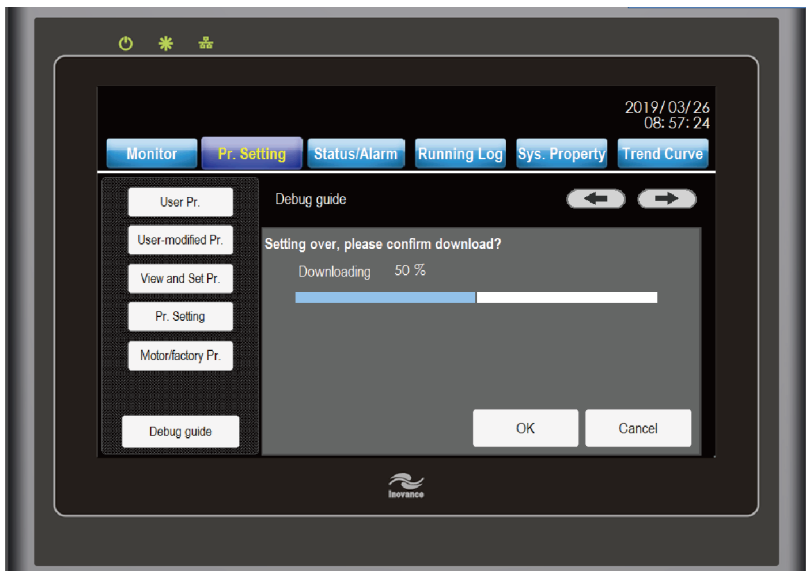 2019/03/26
08:57:24
Monitor
Pr. Setting
Status/Alarm
Running Log
Sys. Property
Trend Curve
User Pr.
User-modified Pr.
View and Set Pr.
Pr. Setting
Motor/factory Pr.
Debug guide
Debug guide
Setting over, please confirm download?
Downloading 50 %
OK
Cancel
Inovance